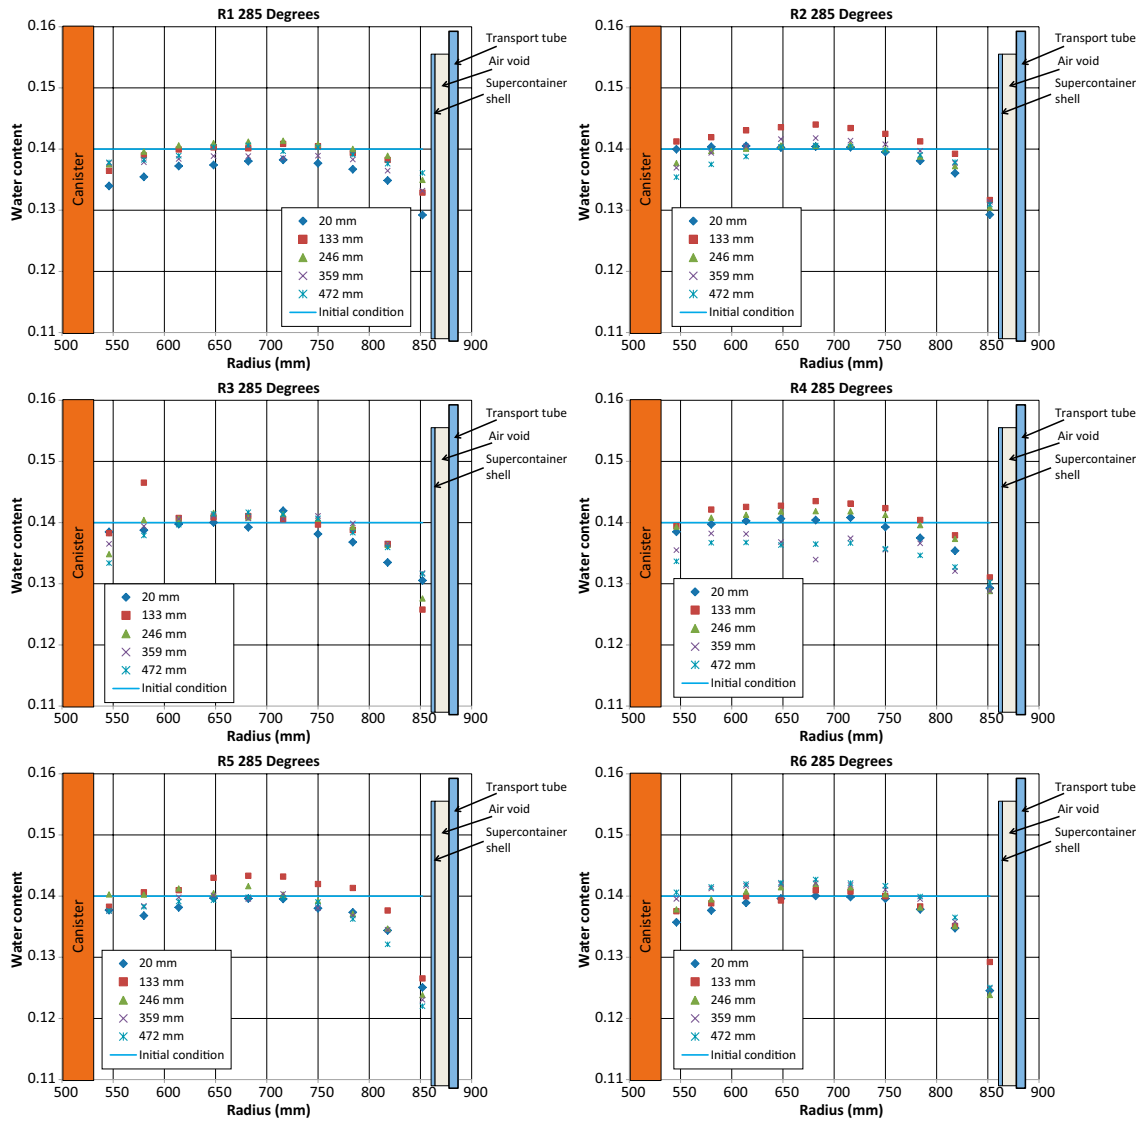 R1 285 Degrees
0.16
0.15
0.14
0.13
0.12
0.11
Water content
Canister
Transport tube
Air void
Supercontainer
shell
20 mm
133 mm
246 mm
359 mm
472 mm
Initial condition
500 550 600 650 700 750 800 850 900
Radius (mm)
R2 285 Degrees
0.16
0.15
0.14
0.13
0.12
0.11
Water content
Canister
Transport tube
Air void
Supercontainer
shell
20 mm
133 mm
246 mm
359 mm
472 mm
Initial condition
500 550 600 650 700 750 800 850 900
Radius (mm)
R3 285 Degrees
0.16
0.15
0.14
0.13
0.12
0.11
Water content
Canister
Transport tube
Air void
Supercontainer
shell
20 mm
133 mm
246 mm
359 mm
472 mm
Initial condition
500 550 600 650 700 750 800 850 900
Radius (mm)
R4 285 Degrees
0.16
0.15
0.14
0.13
0.12
0.11
Water content
Canister
Transport tube
Air void
Supercontainer
shell
20 mm
133 mm
246 mm
359 mm
472 mm
Initial condition
500 550 600 650 700 750 800 850 900
Radius (mm)
R5 285 Degrees
0.16
0.15
0.14
0.13
0.12
0.11
Water content
Canister
Transport tube
Air void
Supercontainer
shell
20 mm
133 mm
246 mm
359 mm
472 mm
Initial condition
500 550 600 650 700 750 800 850 900
Radius (mm)
R6 285 Degrees
0.16
0.15
0.14
0.13
0.12
0.11
Water content
Canister
Transport tube
Air void
Supercontainer
shell
20 mm
133 mm
246 mm
359 mm
472 mm
Initial condition
500 550 600 650 700 750 800 850 900
Radius (mm)